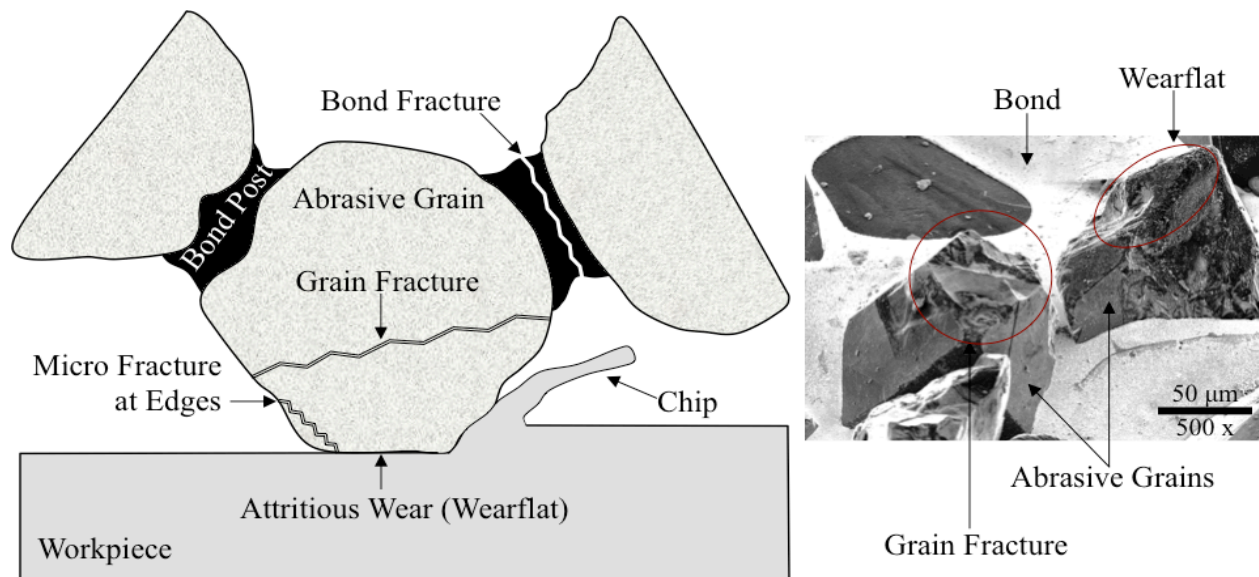 Bond Fracture
Bond Post
Abrasive Grain
Grain Fracture
Micro Fracture
at Edges
Chip
Attritious Wear (Wearflat)
Workpiece
Wearflat
Bond
50 μm
500 x
Abrasive Grains
Grain Fracture